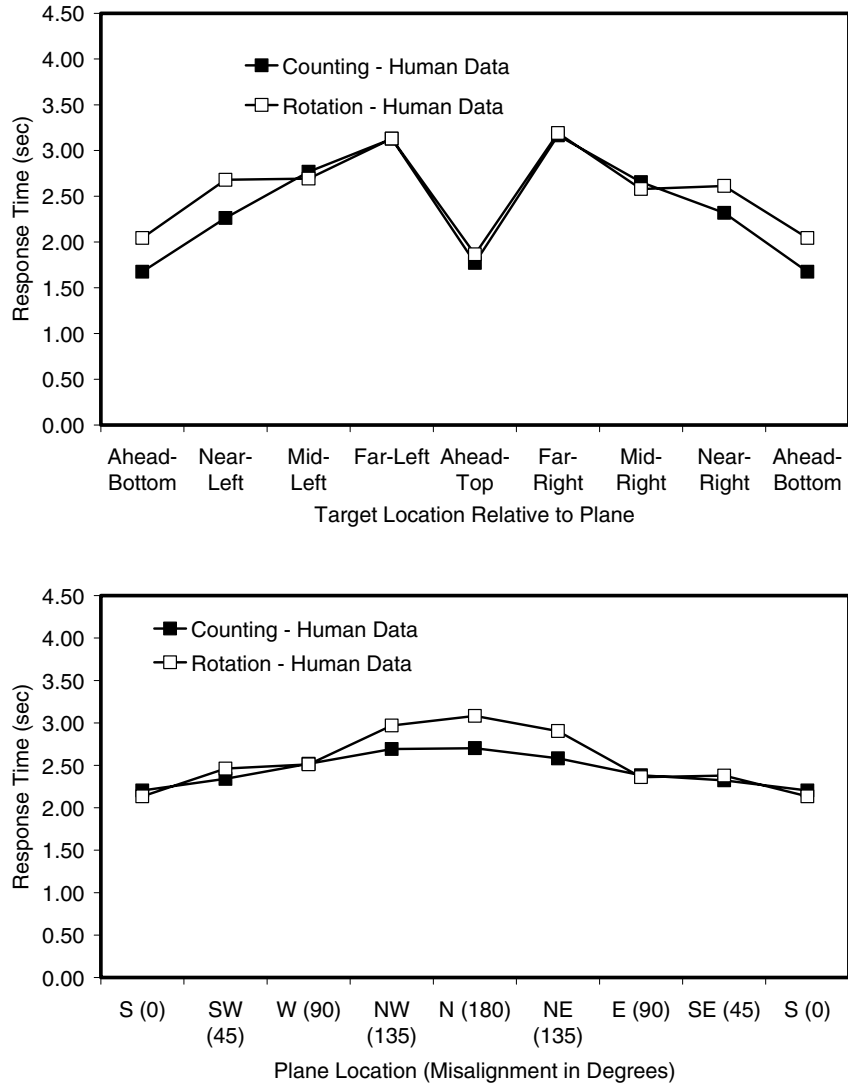 4.50
4.00
3.50
3.00
2.50
2.00
1.50
1.00
0.50
0.00
Response Time (sec)
Counting - Human Data
Rotation - Human Data
Ahead- Near- Mid- Far-Left Ahead- Far- Mid- Near- Ahead-
Bottom Left Left Top Right Right Right Bottom
Target Location Relative to Plane
4.50
4.00
3.50
3.00
2.50
2.00
1.50
1.00
0.50
0.00
Response Time (sec)
Counting - Human Data
Rotation - Human Data
S (0) SW W (90) NW N (180) NE E (90) SE (45) S (0)
(45) (135) (135)
Plane Location (Misalignment in Degrees)